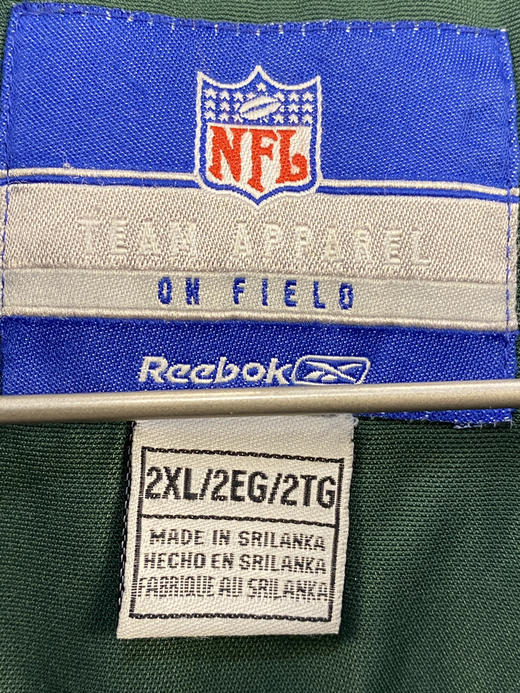 NFL
TEAM APPAREL
ON FIELD
Reebok
2XL/2EG/2TG
MADE IN SRILANKA
HECHO EN SRILANKA
FABRIQUE AU SRILANKA